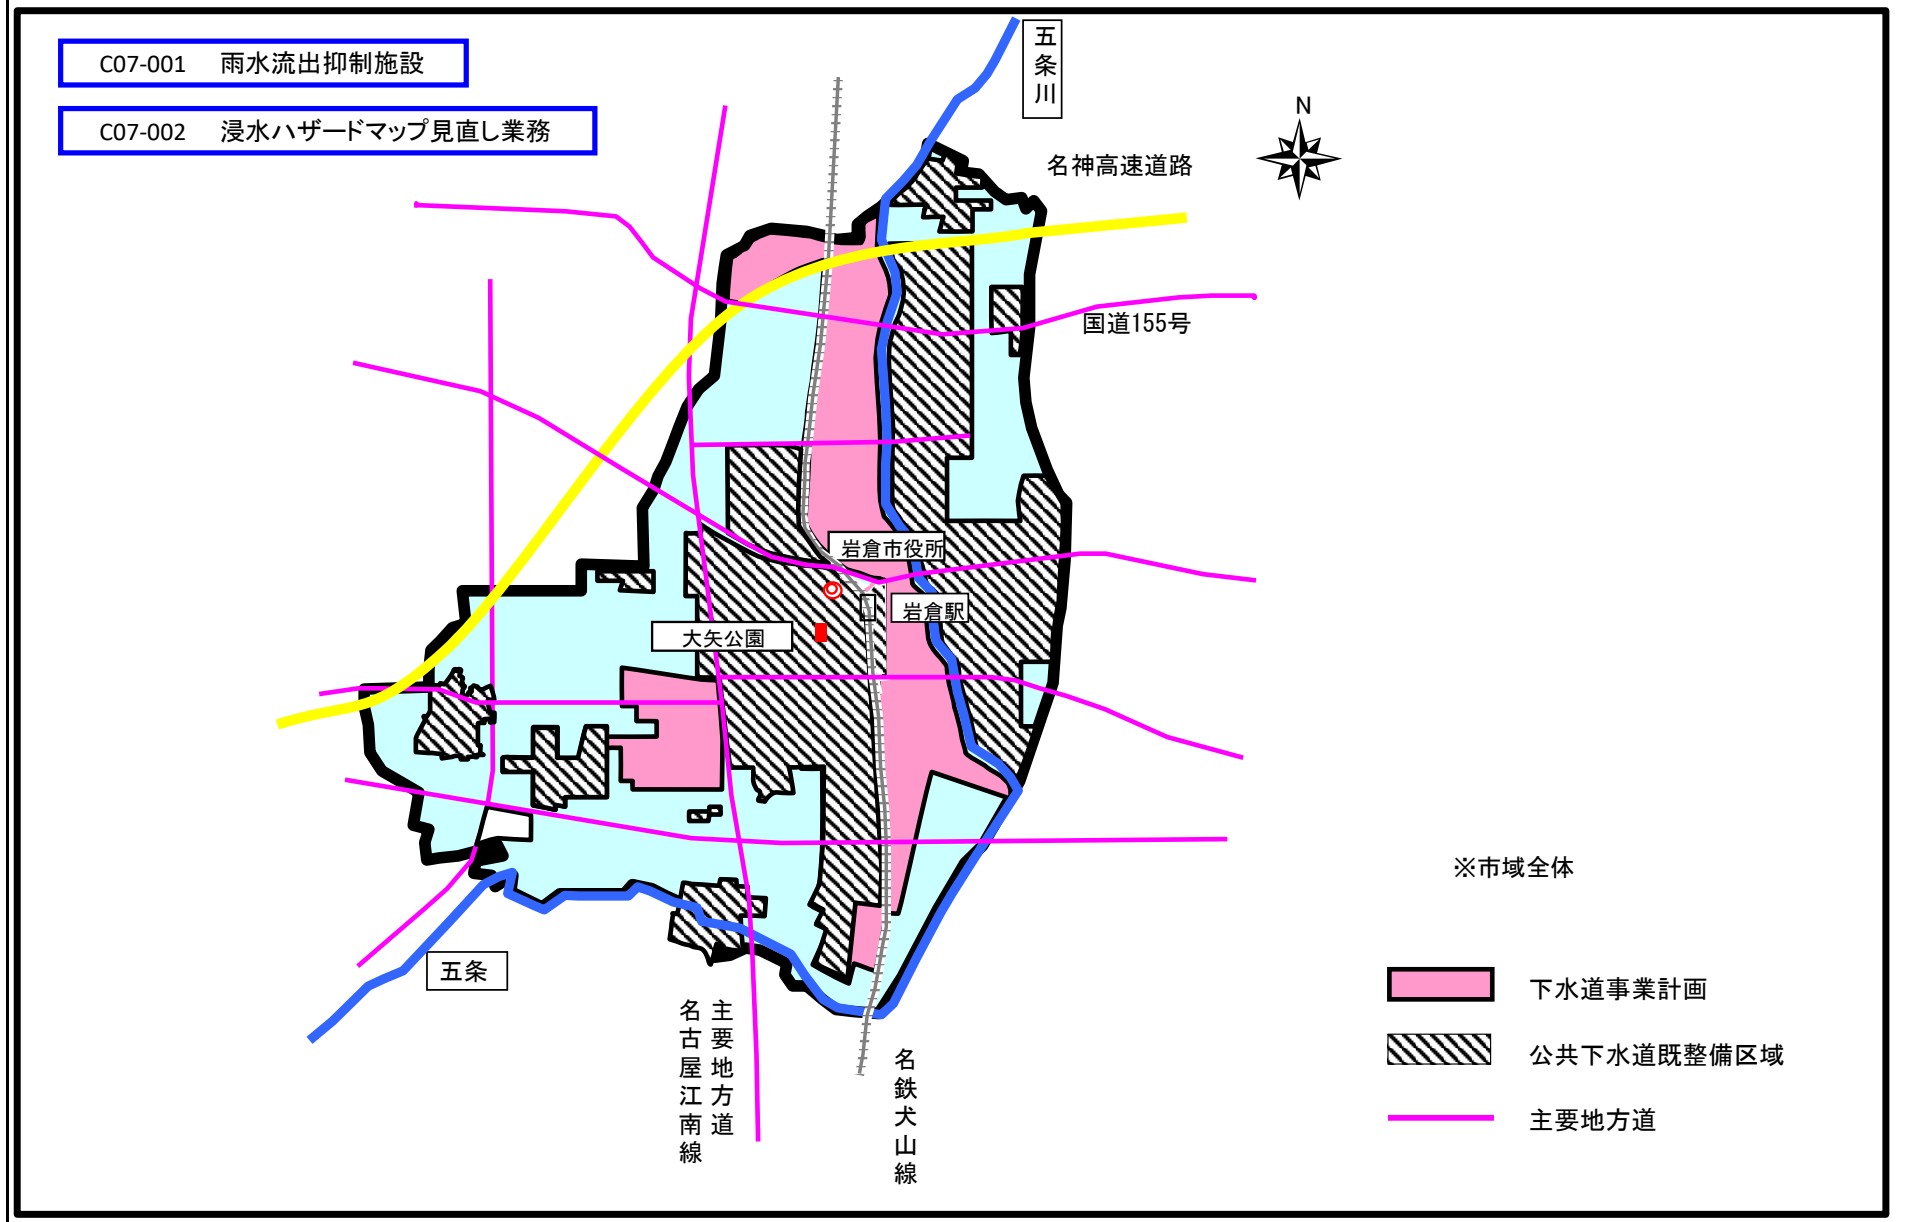 C07-001 雨水流出抑制施設
C07-002 浸水ハザードマップ見直し業務
五条川
N
名神高速道路
国道155号
岩倉市役所
岩倉駅
大矢公園
※市域全体
五条
下水道事業計画
公共下水道既整備区域
主要地方道
主要地方道
名古屋江南線
名鉄犬山線